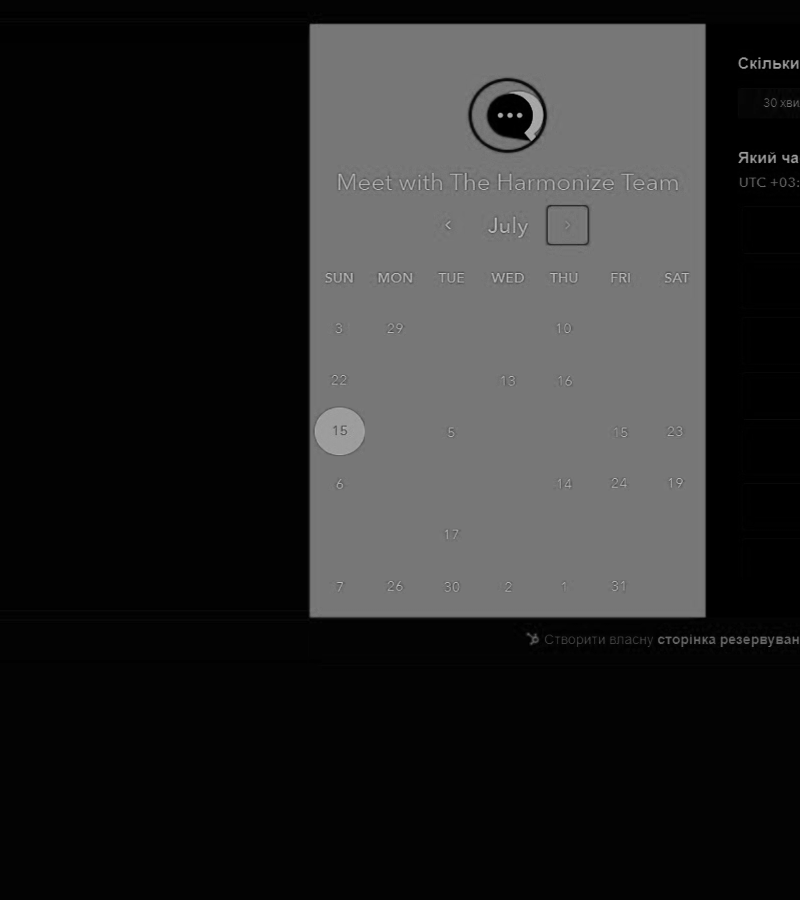 Meet with The Harmonize Team
July
SUN MON TUE WED THU FRI SAT
3 29 10
22 13 16
15 5 15 23
6 14 24 19
17
7 26 30 2 1 31
Скільки
30 хви
Який ча
UTC +03:
Створити власну сторінка резервуван